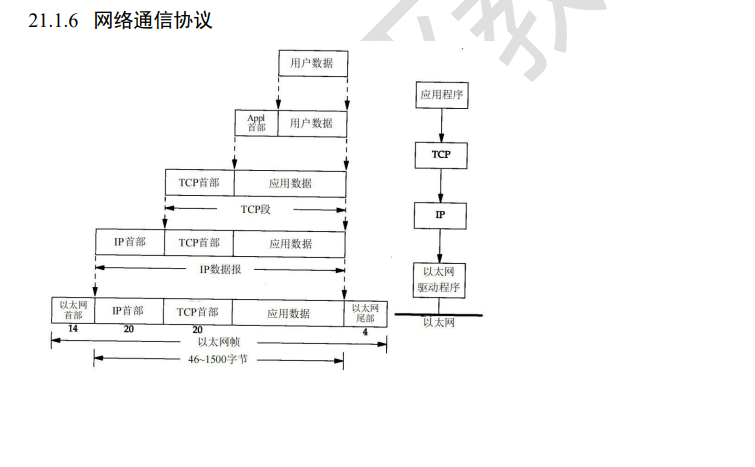 21.1.6 网络通信协议
用户数据
应用程序
Appl
首部
用户数据
TCP
TCP首部
应用数据
TCP段
IP
IP首部
TCP首部
应用数据
IP数据报
以太网
驱动程序
以太网
首部
IP首部
TCP首部
应用数据
以太网
尾部
以太网
14
20
20
4
以太网帧
46~1500字节